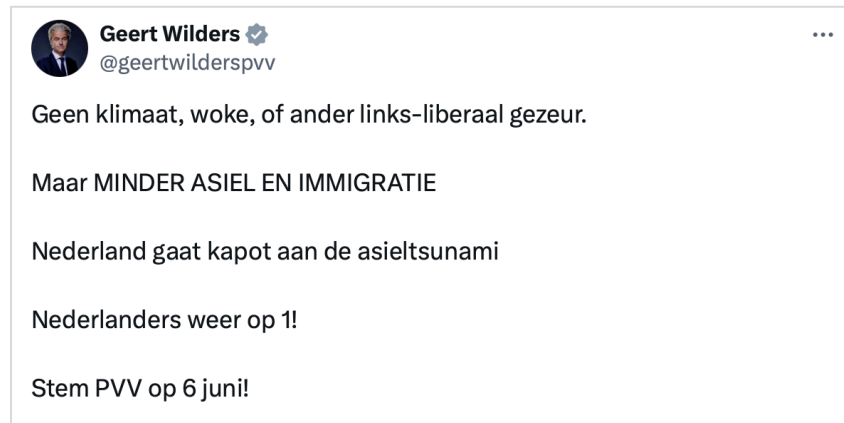 Geert Wilders
@geertwilderspvv
Geen klimaat, woke, of ander links-liberaal gezeur.
Maar MINDER ASIEL EN IMMIGRATIE
Nederland gaat kapot aan de asieltsunami
Nederlanders weer op 1!
Stem PVV op 6 juni!